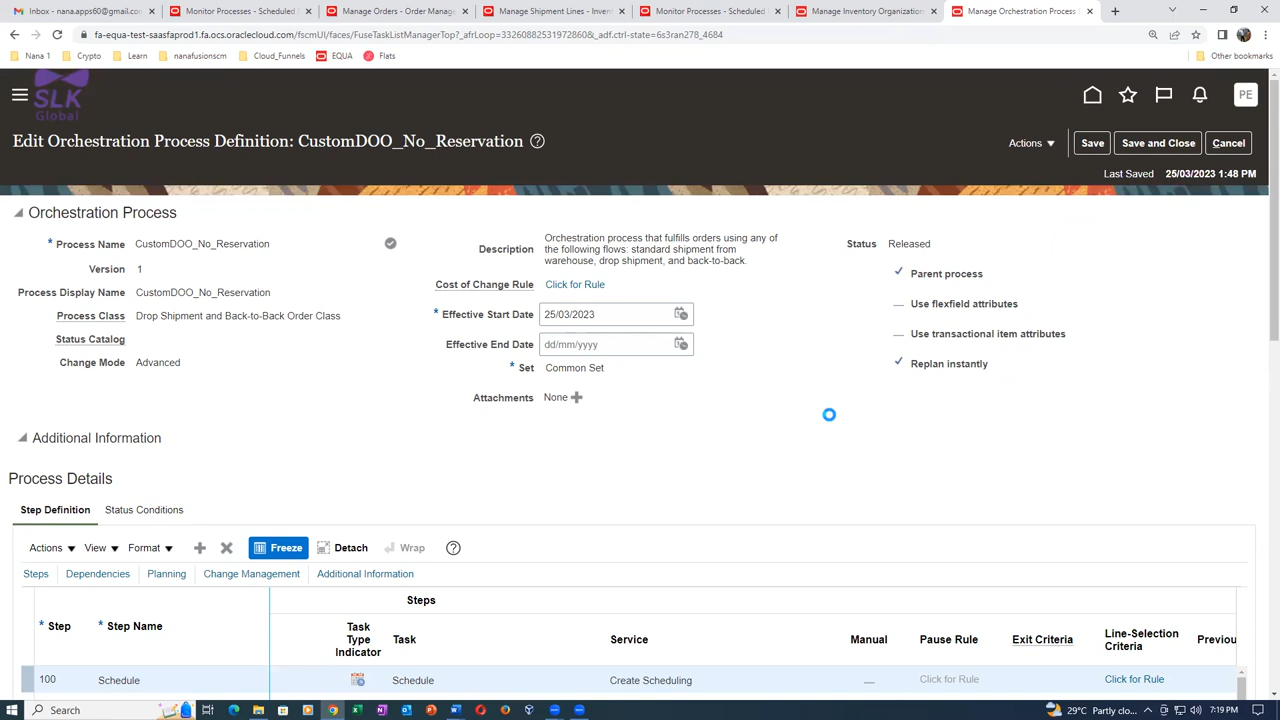 Inbox - nana.apps60@gmail.com
Monitor Processes - Scheduled
Manage Orders - Order Manage
Manage Shipment Lines - Inven
Monitor Processes - Scheduled
Manage Inventory Organization
Manage Orchestration Process
fa-equa-test-saasfaprod1.fa.ocs.oraclecloud.com/fscmUI/faces/FuseTaskListManagerTop?_afrLoop=33260882531972860&_adf.ctrl-state=6s3ran278_4684
Nana 1
Crypto
Learn
nanafusionscm
Cloud_Funnels
EQUA
Flats
Other bookmarks
SLK
Global
PE
Edit Orchestration Process Definition: CustomDOO_No_Reservation
Actions
Save
Save and Close
Cancel
Last Saved 25/03/2023 1:48 PM
Orchestration Process
* Process Name CustomDOO_No_Reservation
Version 1
Process Display Name CustomDOO_No_Reservation
Process Class Drop Shipment and Back-to-Back Order Class
Status Catalog
Change Mode Advanced
Description Orchestration process that fulfills orders using any of the following flows: standard shipment from warehouse, drop shipment, and back-to-back.
Cost of Change Rule Click for Rule
* Effective Start Date 25/03/2023
Effective End Date dd/mm/yyyy
* Set Common Set
Attachments None
Status Released
Parent process
Use flexfield attributes
Use transactional item attributes
Replan instantly
Additional Information
Process Details
Step Definition
Status Conditions
Actions
View
Format
Freeze
Detach
Wrap
Steps
Dependencies
Planning
Change Management
Additional Information
Steps
* Step
* Step Name
Task Type Indicator
Task
Service
Manual
Pause Rule
Exit Criteria
Line-Selection Criteria
Previou
100 Schedule Schedule Create Scheduling Click for Rule Click for Rule
Search
29°C Partly clo...
7:19 PM